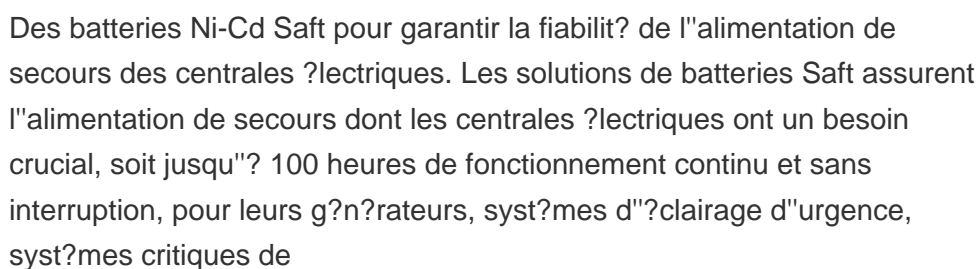 Des batteries Ni-Cd Saft pour garantir la fiabilit? de l''alimentation de
secours des centrales ?lectriques. Les solutions de batteries Saft assurent
l''alimentation de secours dont les centrales ?lectriques ont un besoin
crucial, soit jusqu''? 100 heures de fonctionnement continu et sans
interruption, pour leurs g?n?rateurs, syst?mes d''?clairage d''urgence,
syst?mes critiques de